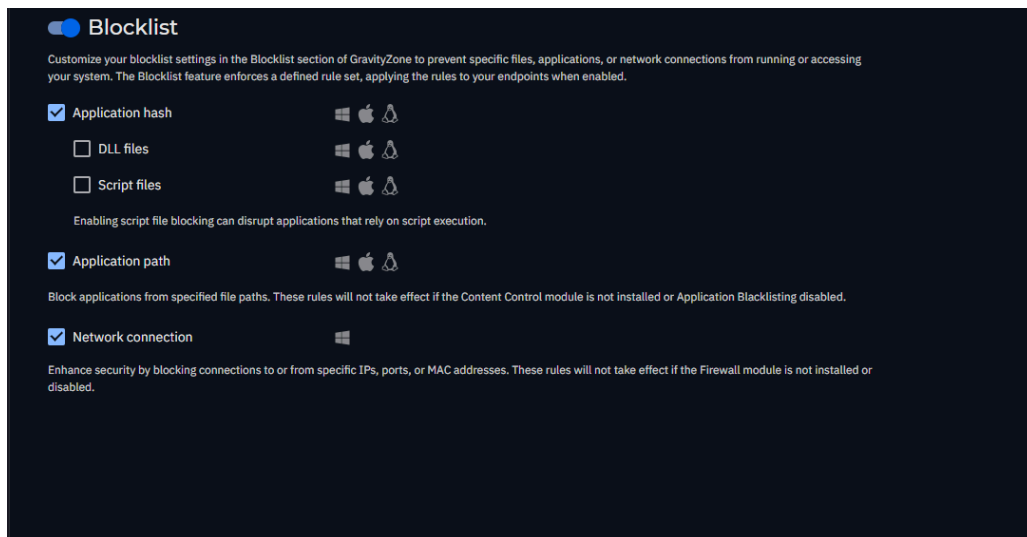 Blocklist
Customize your blocklist settings in the Blocklist section of GravityZone to prevent specific files, applications, or network connections from running or accessing
your system. The Blocklist feature enforces a defined rule set, applying the rules to your endpoints when enabled.
Application hash
DLL files
Script files
Enabling script file blocking can disrupt applications that rely on script execution.
Application path
Block applications from specified file paths. These rules will not take effect if the Content Control module is not installed or Application Blacklisting disabled.
Network connection
Enhance security by blocking connections to or from specific IPs, ports, or MAC addresses. These rules will not take effect if the Firewall module is not installed or
disabled.